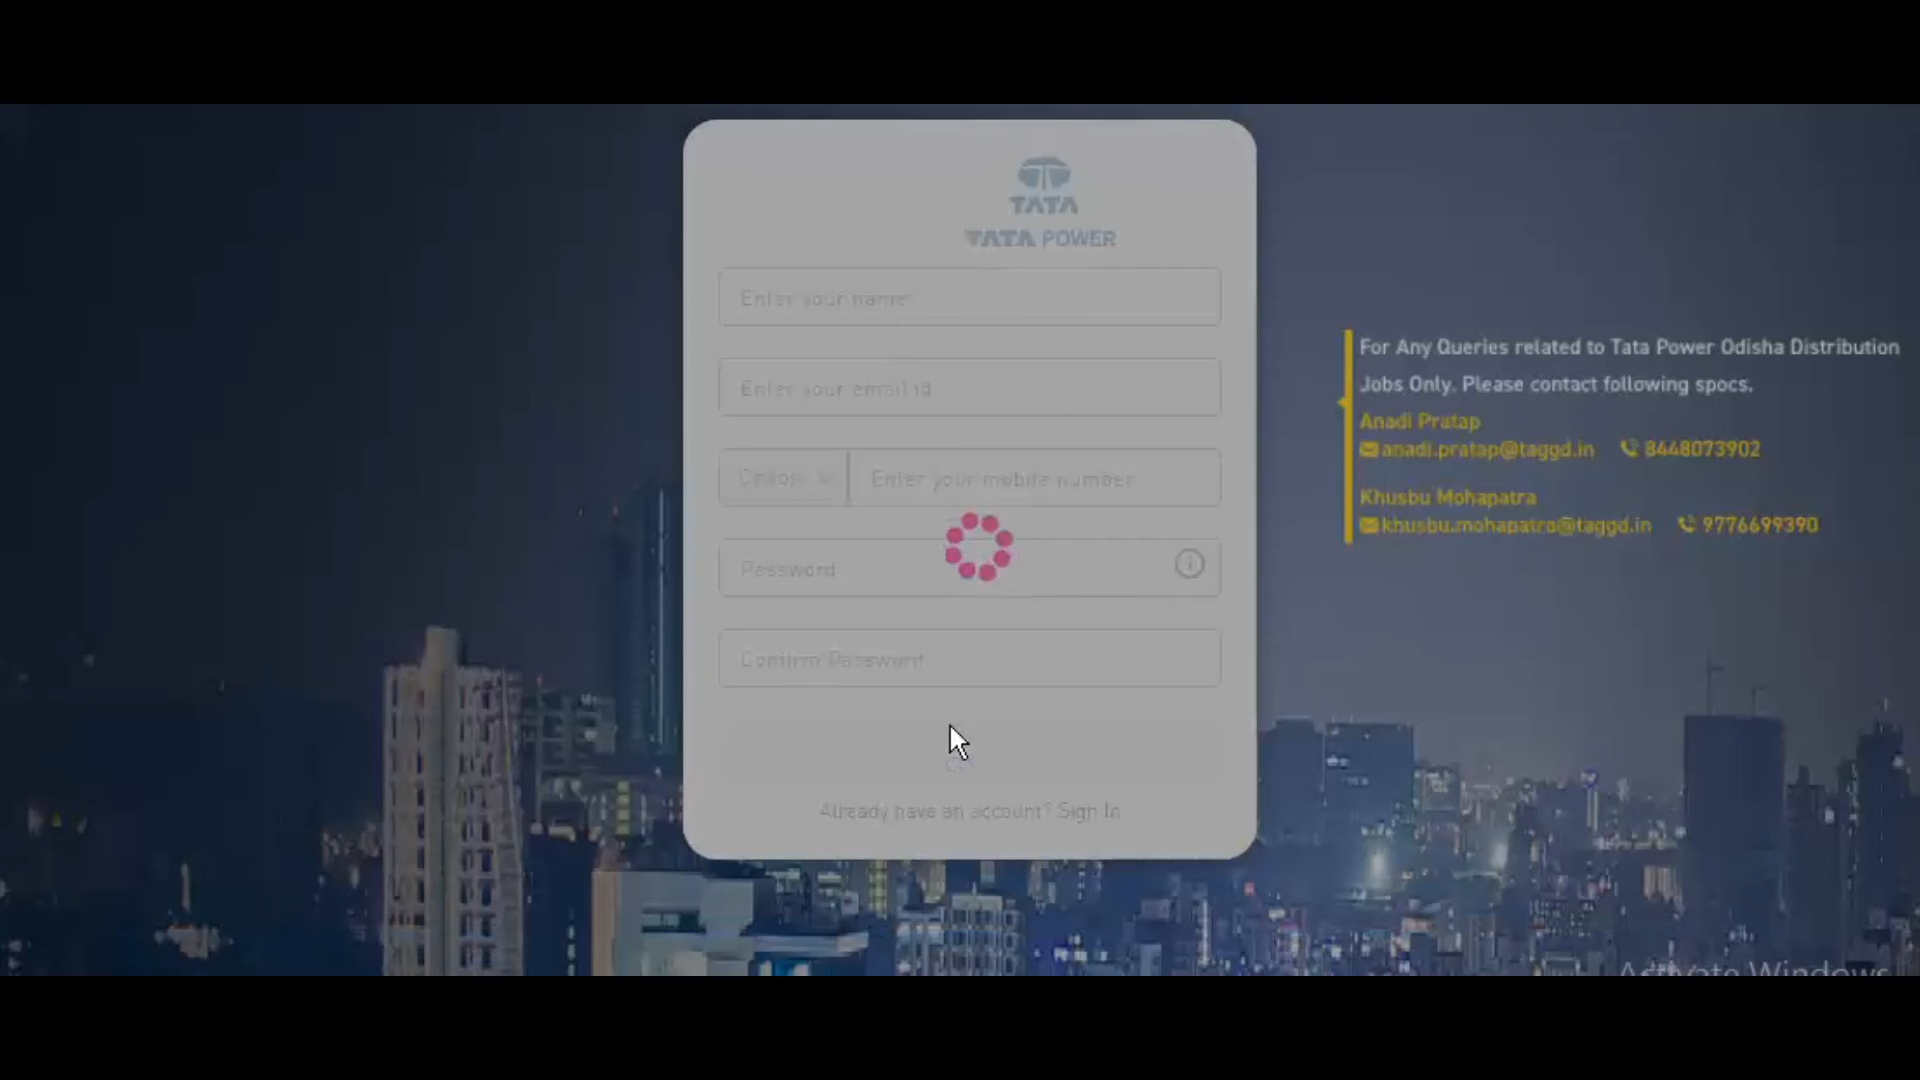 TATA
TATA POWER
Enter your name
Enter your email id
Enter your mobile number
Password
Confirm Password
Already have an account? Sign In
For Any Queries related to Tata Power Odisha Distribution
Jobs Only. Please contact following spocs.
Anadi Pratap
anadi.pratap@taggd.in 8448073902
Khusbu Mohapatra
khusbu.mohapatra@taggd.in 9776699390
Activate Windows